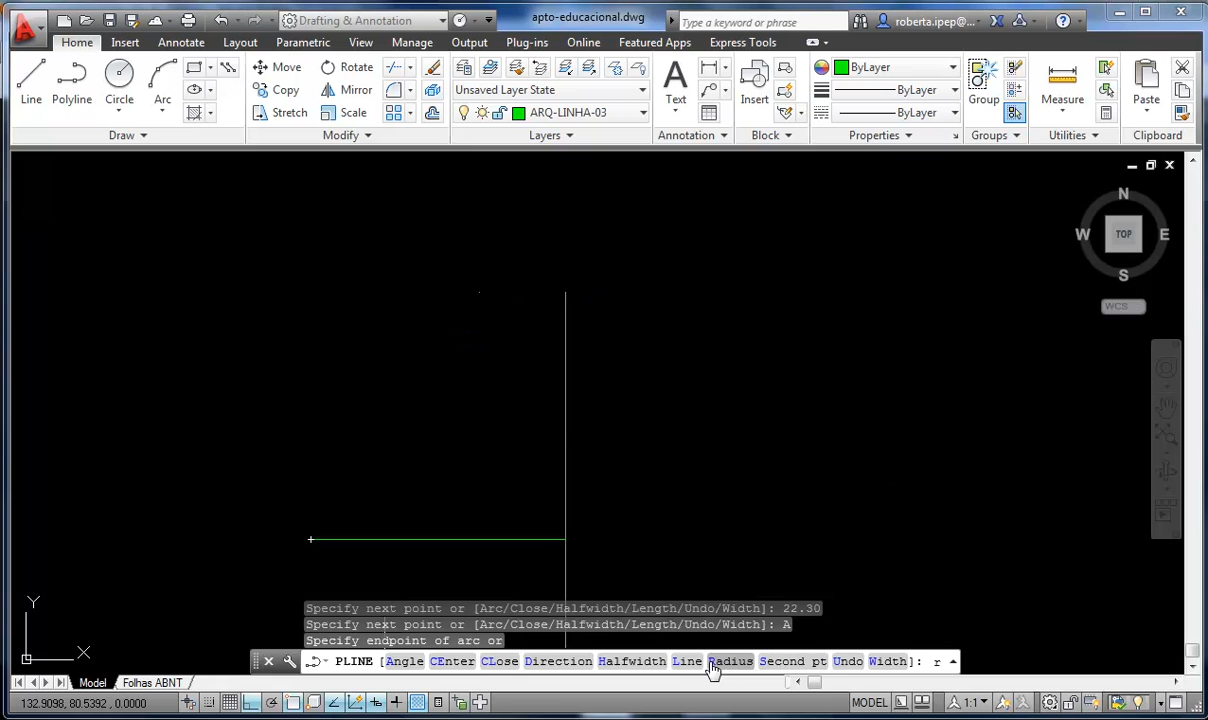 Drafting & Annotation
apto-educacional.dwg
Type a keyword or phrase
roberta.ipep@...
Home Insert Annotate Layout Parametric View Manage Output Plug-ins Online Featured Apps Express Tools
Line Polyline Circle Arc
Move Rotate
Copy Mirror
Stretch Scale
Unsaved Layer State
ARQ-LINHA-03
Text
Insert
ByLayer
ByLayer
ByLayer
Group
Measure
Paste
Draw Modify Layers Annotation Block Properties Groups Utilities Clipboard
N
W TOP E
S
WCS
Y
X
Specify next point or [Arc/Close/Halfwidth/Length/Undo/Width]: 22.30
Specify next point or [Arc/Close/Halfwidth/Length/Undo/Width]: A
Specify endpoint of arc or
PLINE [Angle CEnter CLose Direction Halfwidth Line Radius Second pt Undo Width]: r
Model Folhas ABNT
132.9098, 80.5392, 0.0000
MODEL
1:1